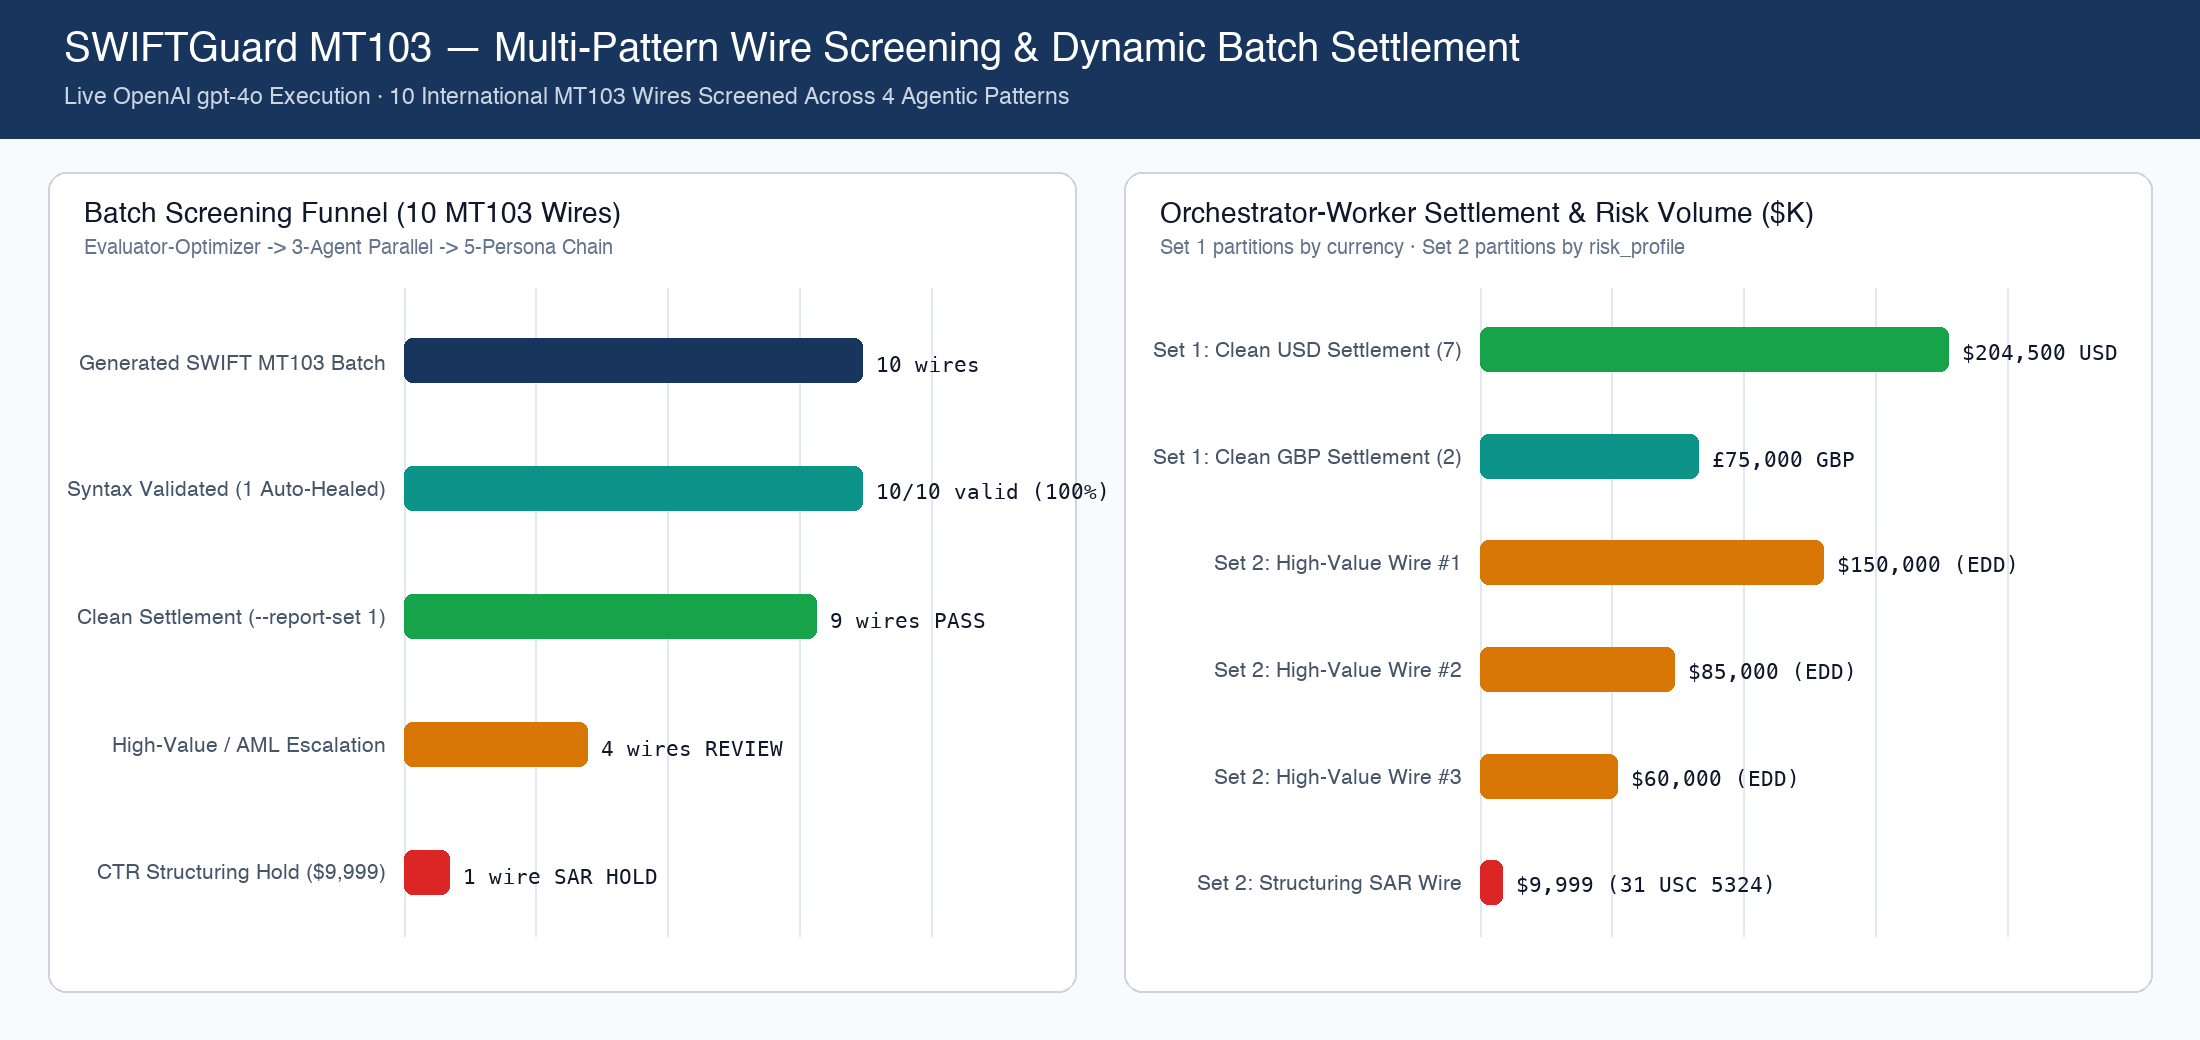 SWIFTGuard MT103 — Multi-Pattern Wire Screening & Dynamic Batch Settlement
Live OpenAI gpt-4o Execution · 10 International MT103 Wires Screened Across 4 Agentic Patterns
Batch Screening Funnel (10 MT103 Wires)
Evaluator-Optimizer -> 3-Agent Parallel -> 5-Persona Chain
Generated SWIFT MT103 Batch 10 wires
Syntax Validated (1 Auto-Healed) 10/10 valid (100%)
Clean Settlement (--report-set 1) 9 wires PASS
High-Value / AML Escalation 4 wires REVIEW
CTR Structuring Hold ($9,999) 1 wire SAR HOLD
Orchestrator-Worker Settlement & Risk Volume ($K)
Set 1 partitions by currency · Set 2 partitions by risk_profile
Set 1: Clean USD Settlement (7) $204,500 USD
Set 1: Clean GBP Settlement (2) £75,000 GBP
Set 2: High-Value Wire #1 $150,000 (EDD)
Set 2: High-Value Wire #2 $85,000 (EDD)
Set 2: High-Value Wire #3 $60,000 (EDD)
Set 2: Structuring SAR Wire $9,999 (31 USC 5324)